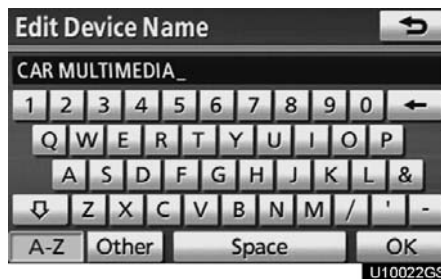 Edit Device Name
CAR MULTIMEDIA_
1 2 3 4 5 6 7 8 9 0 ←
Q W E R T Y U I O P
A S D F G H J K L &
⇩ Z X C V B N M / ' -
A-Z Other Space OK
U10022GS